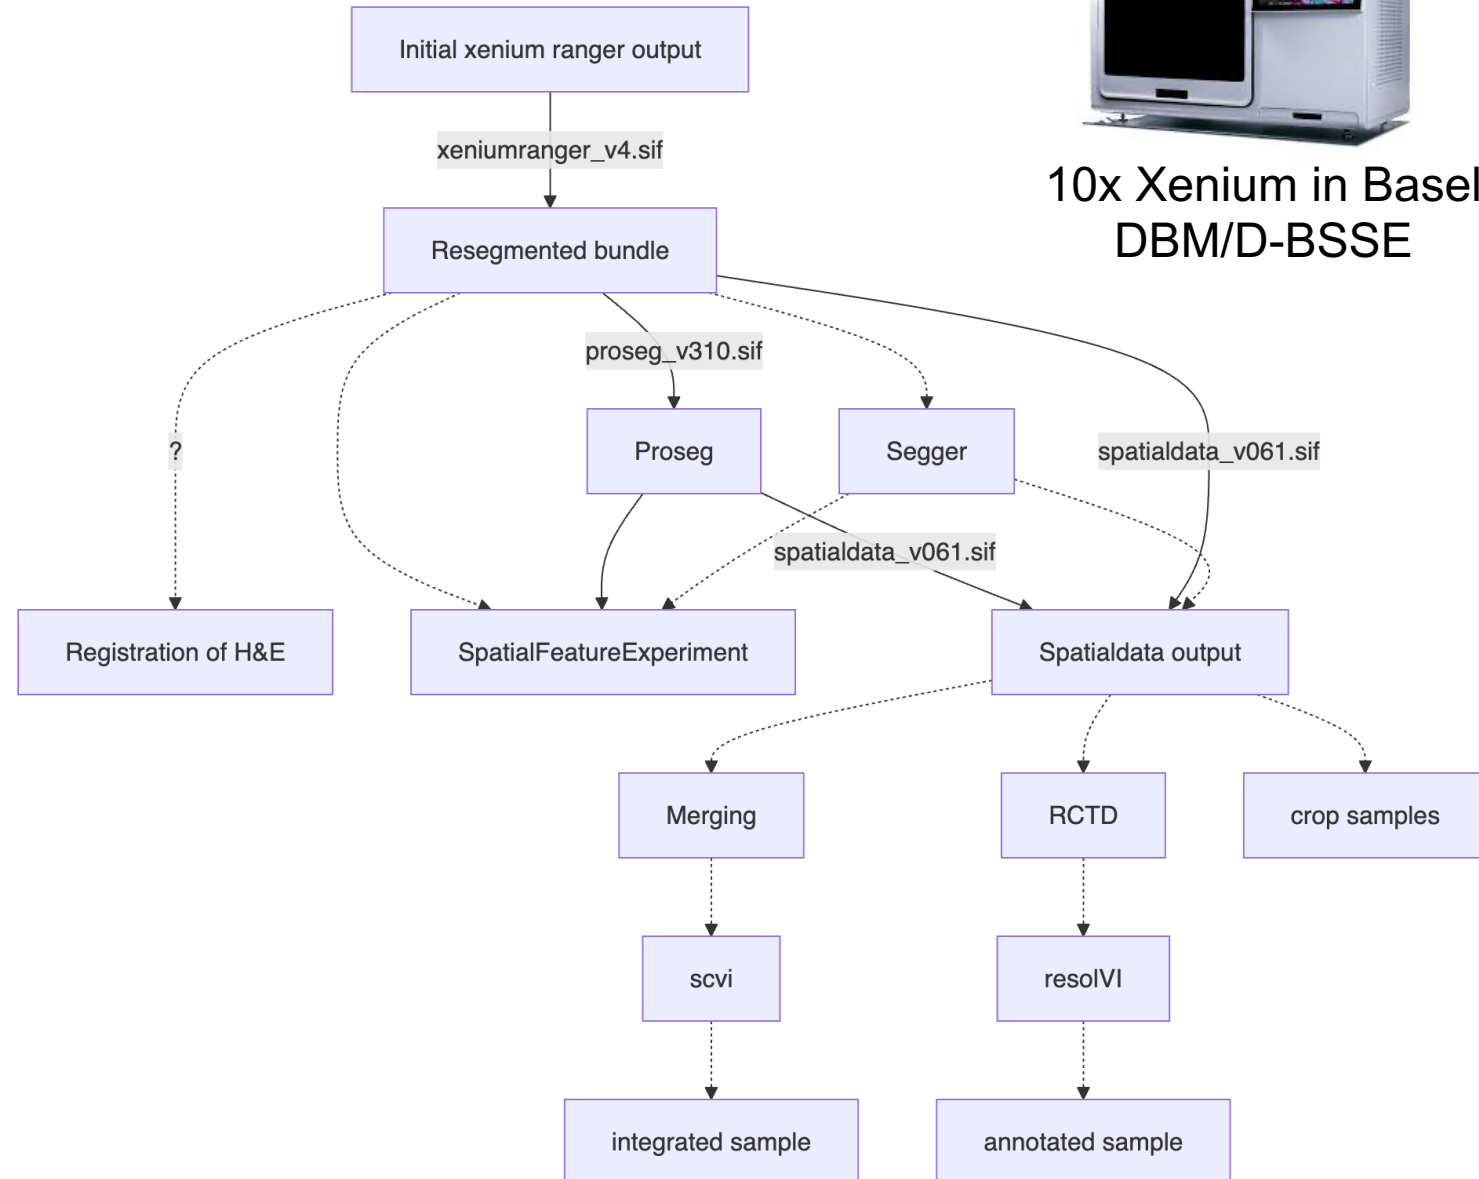 Initial xenium ranger output
xeniumranger_v4.sif
10x Xenium in Basel
DBM/D-BSSE
Resegmented bundle
proseg_v310.sif
?
Proseg
Segger
spatialdata_v061.sif
spatialdata_v061.sif
Registration of H&E
SpatialFeatureExperiment
Spatialdata output
Merging
RCTD
crop samples
scvi
resolVI
integrated sample
annotated sample